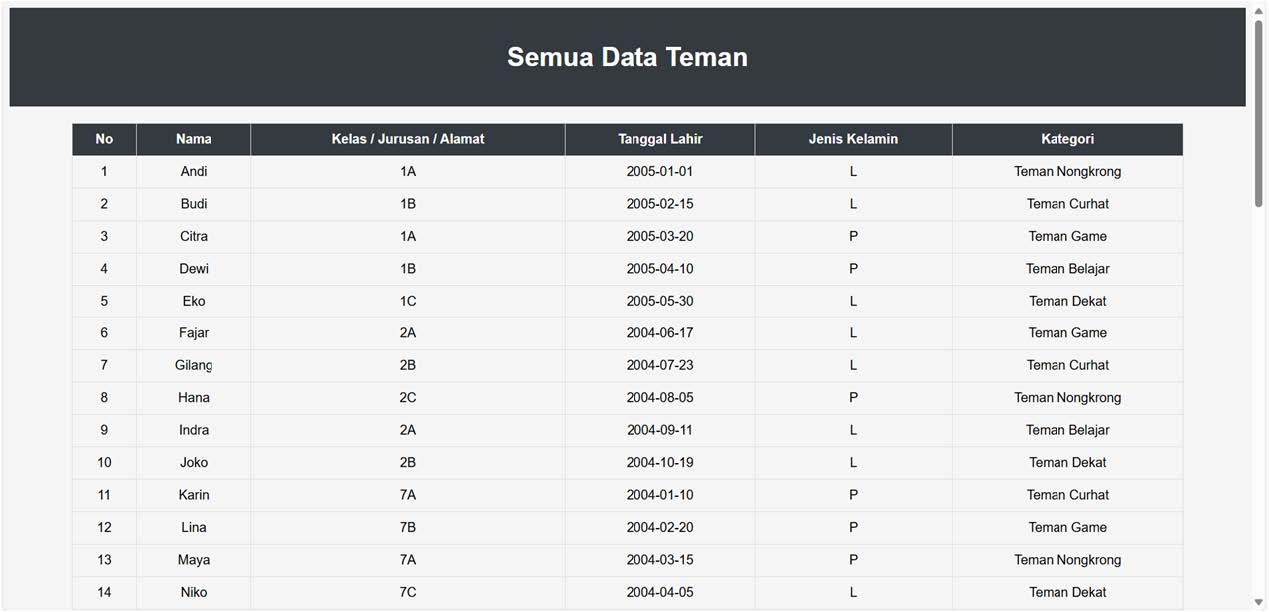 Semua Data Teman
No Nama Kelas / Jurusan / Alamat Tanggal Lahir Jenis Kelamin Kategori
1 Andi 1A 2005-01-01 L Teman Nongkrong
2 Budi 1B 2005-02-15 L Teman Curhat
3 Citra 1A 2005-03-20 P Teman Game
4 Dewi 1B 2005-04-10 P Teman Belajar
5 Eko 1C 2005-05-30 L Teman Dekat
6 Fajar 2A 2004-06-17 L Teman Game
7 Gilang 2B 2004-07-23 L Teman Curhat
8 Hana 2C 2004-08-05 P Teman Nongkrong
9 Indra 2A 2004-09-11 L Teman Belajar
10 Joko 2B 2004-10-19 L Teman Dekat
11 Karin 7A 2004-01-10 P Teman Curhat
12 Lina 7B 2004-02-20 P Teman Game
13 Maya 7A 2004-03-15 P Teman Nongkrong
14 Niko 7C 2004-04-05 L Teman Dekat